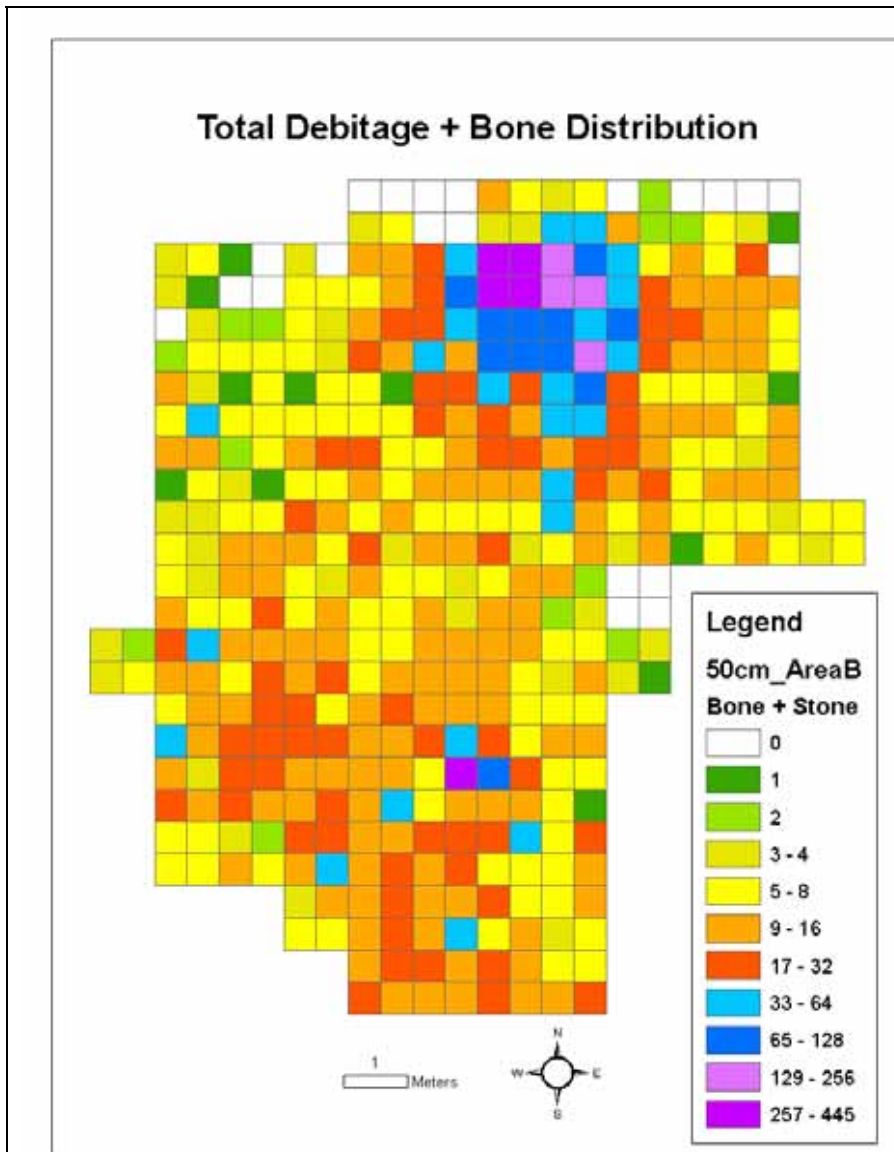 Total Debitage + Bone Distribution
Legend
50cm_AreaB
Bone + Stone
0
1
2
3 - 4
5 - 8
9 - 16
17 - 32
33 - 64
65 - 128
129 - 256
257 - 445
1
Meters
N
W E
S